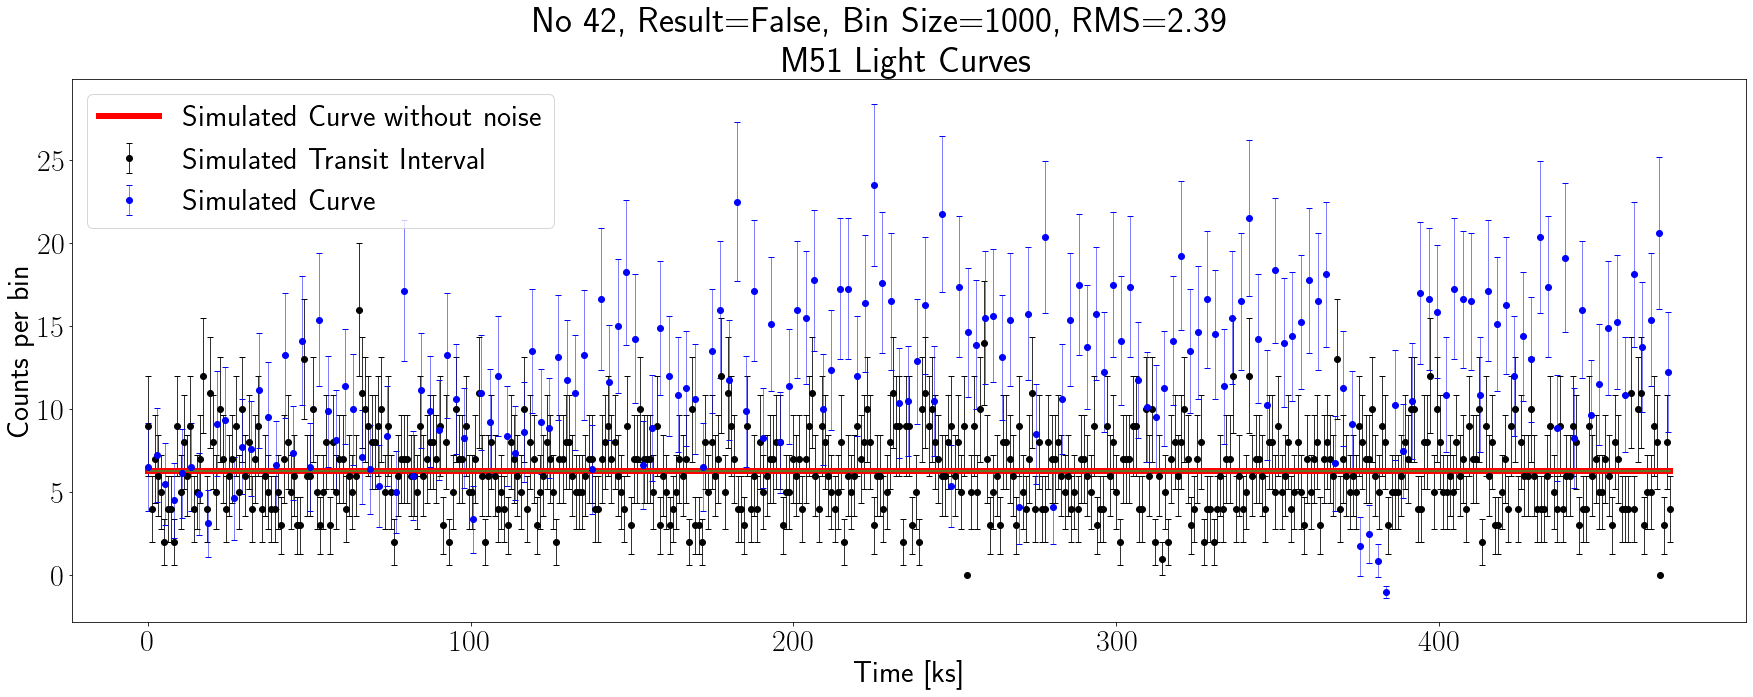 No 42, Result=False, Bin Size=1000, RMS=2.39
M51 Light Curves
Simulated Curve without noise
Simulated Transit Interval
Simulated Curve
Counts per bin
25
20
15
10
5
0
0 100 200 300 400
Time [ks]